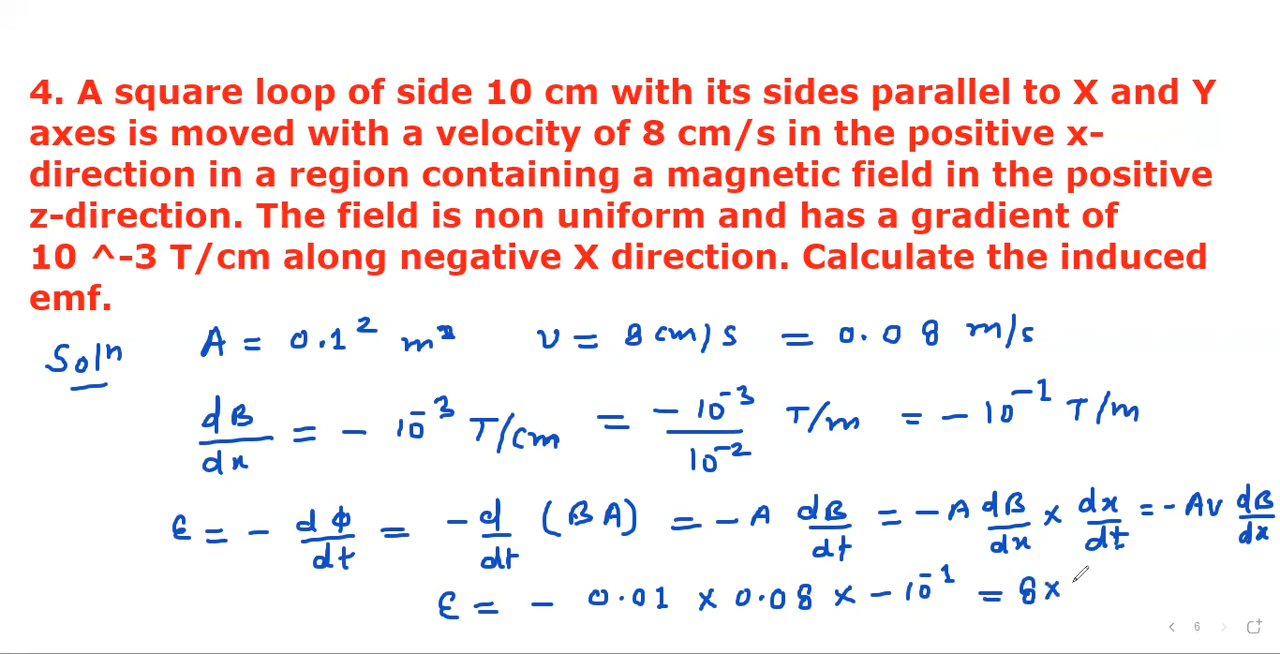 4. A square loop of side 10 cm with its sides parallel to X and Y
axes is moved with a velocity of 8 cm/s in the positive x-
direction in a region containing a magnetic field in the positive
z-direction. The field is non uniform and has a gradient of
10 ^-3 T/cm along negative X direction. Calculate the induced
emf.
Soln A = 0.1² m² v = 8 cm/s = 0.08 m/s
dB/dx = - 10⁻³ T/cm = - 10⁻³/10⁻² T/m = - 10⁻¹ T/m
ε = - dϕ/dt = - d/dt (BA) = - A dB/dt = - A dB/dx × dx/dt = - Av dB/dx
ε = - 0.01 × 0.08 × - 10⁻¹ = 8 ×
6